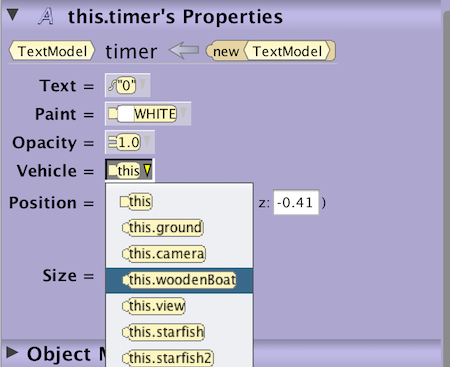 this.timer's Properties
TextModel timer new TextModel
Text = "0"
Paint = WHITE
Opacity = 1.0
Vehicle = this
Position = z: -0.41 )
this
this.ground
this.camera
Size = this.woodenBoat
this.view
this.starfish
this.starfish2
Object